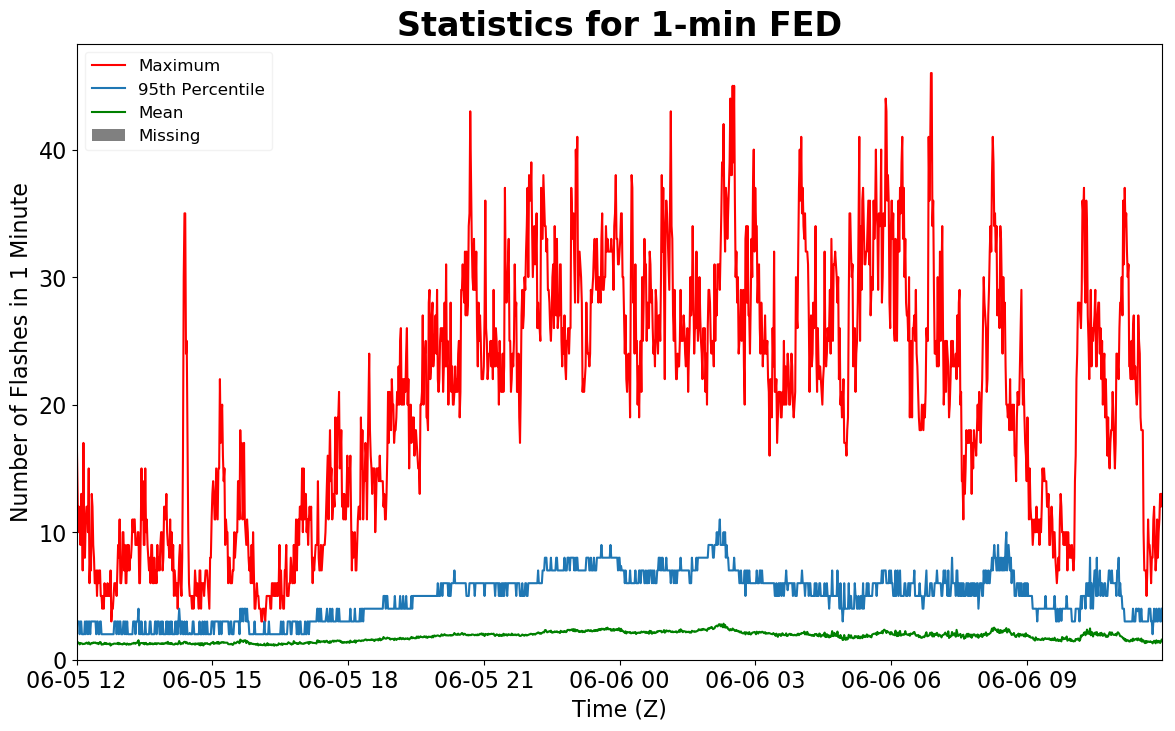 Statistics for 1-min FED
Maximum
95th Percentile
Mean
Missing
Number of Flashes in 1 Minute
40
30
20
10
0
06-05 12 06-05 15 06-05 18 06-05 21 06-06 00 06-06 03 06-06 06 06-06 09
Time (Z)